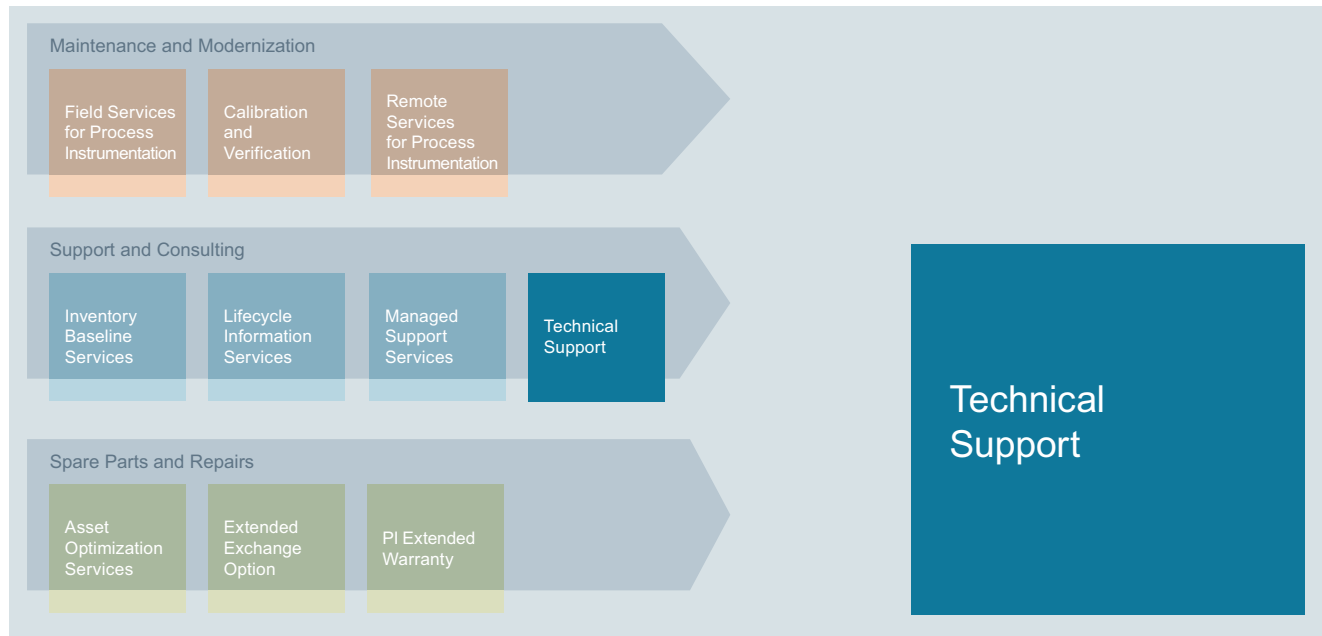 Maintenance and Modernization
Field Services
for Process
Instrumentation
Calibration
and
Verification
Remote
Services
for Process
Instrumentation
Support and Consulting
Inventory
Baseline
Services
Lifecycle
Information
Services
Managed
Support
Services
Technical
Support
Technical
Support
Spare Parts and Repairs
Asset
Optimization
Services
Extended
Exchange
Option
PI Extended
Warranty